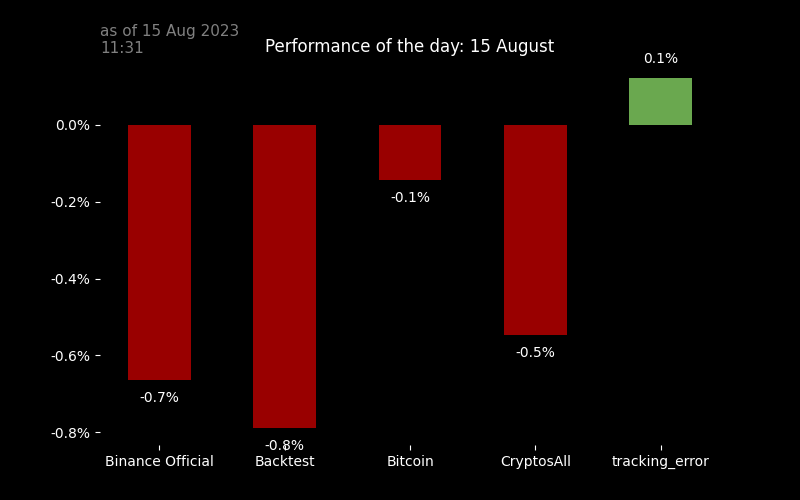 as of 15 Aug 2023
11:31
Performance of the day: 15 August
0.1%
0.0%
-0.2%
-0.1%
-0.4%
-0.6%
-0.5%
-0.7%
-0.8%
-0.8%
Binance Official
Backtest
Bitcoin
CryptosAll
tracking_error